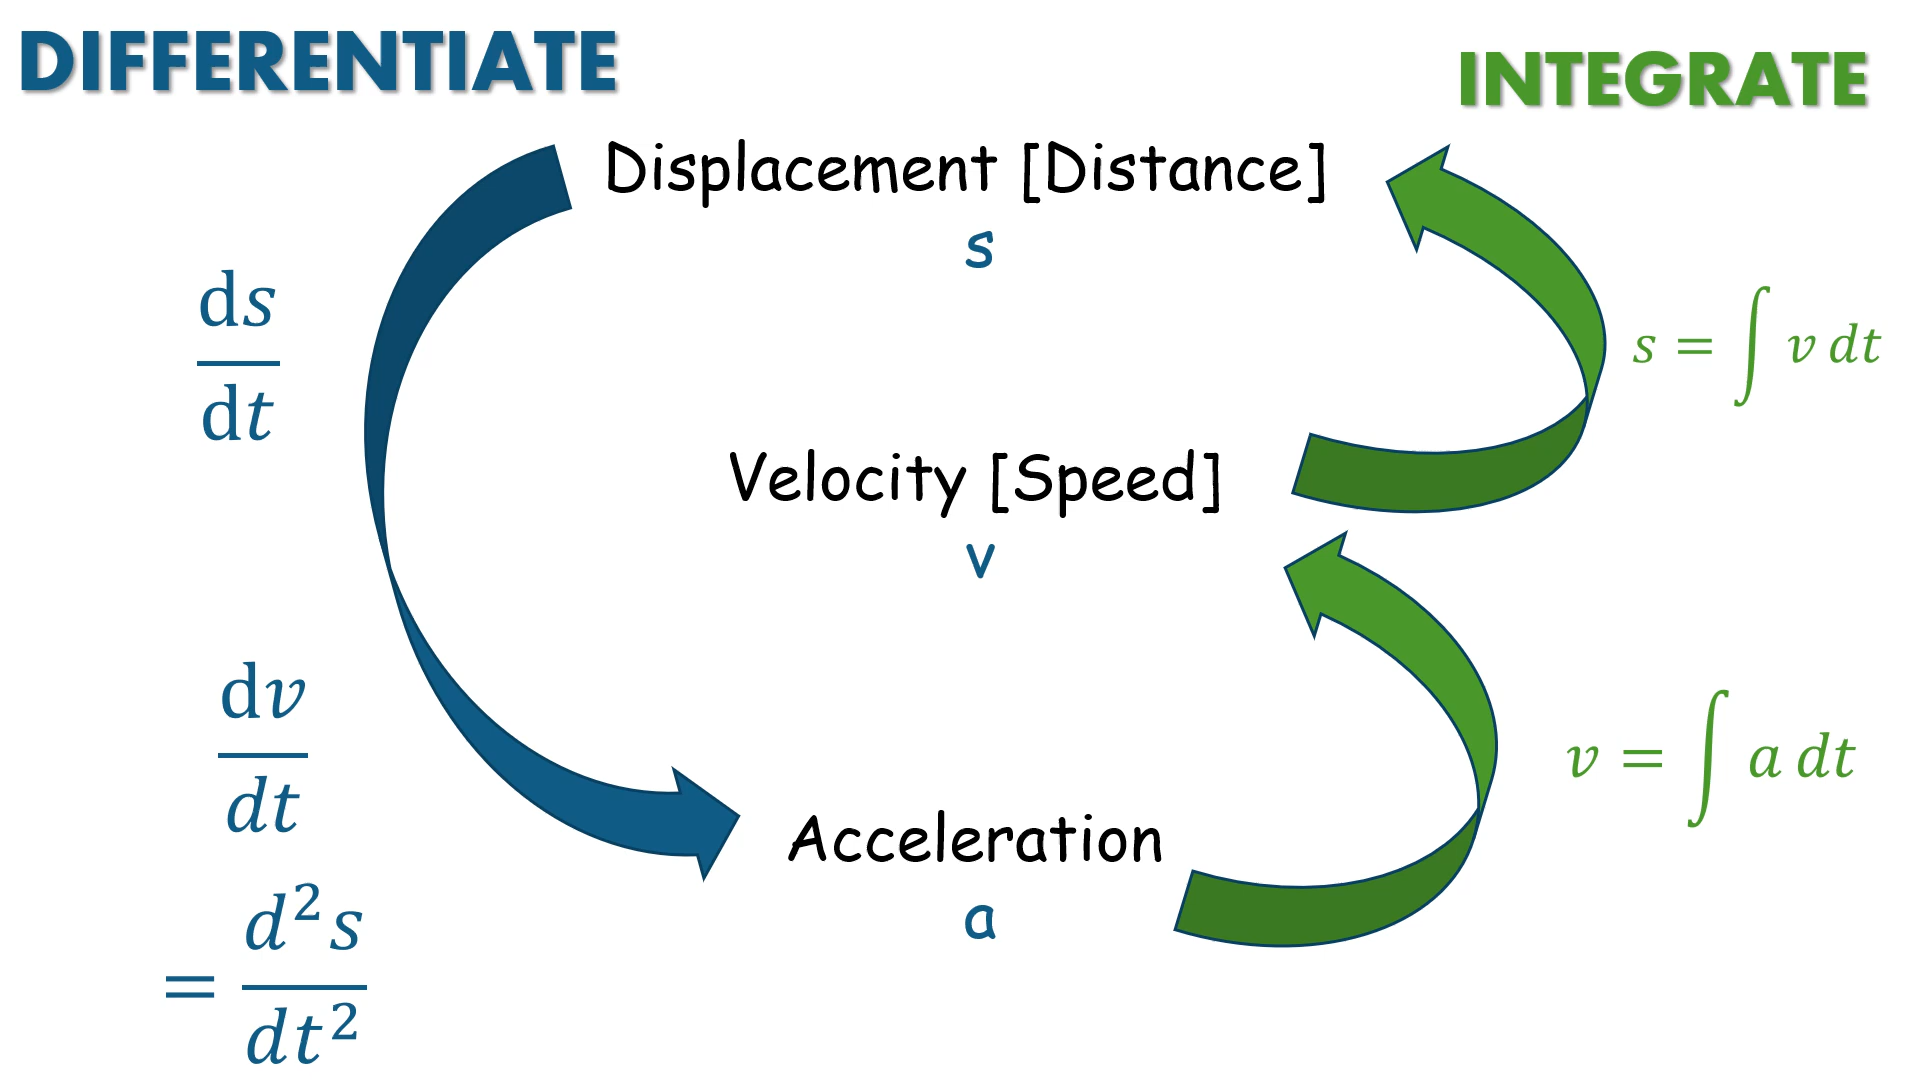 DIFFERENTIATE
INTEGRATE
Displacement [Distance]
s
ds
dt
s = ∫ v dt
Velocity [Speed]
v
dv
dt
v = ∫ a dt
Acceleration
a
= d²s
dt²